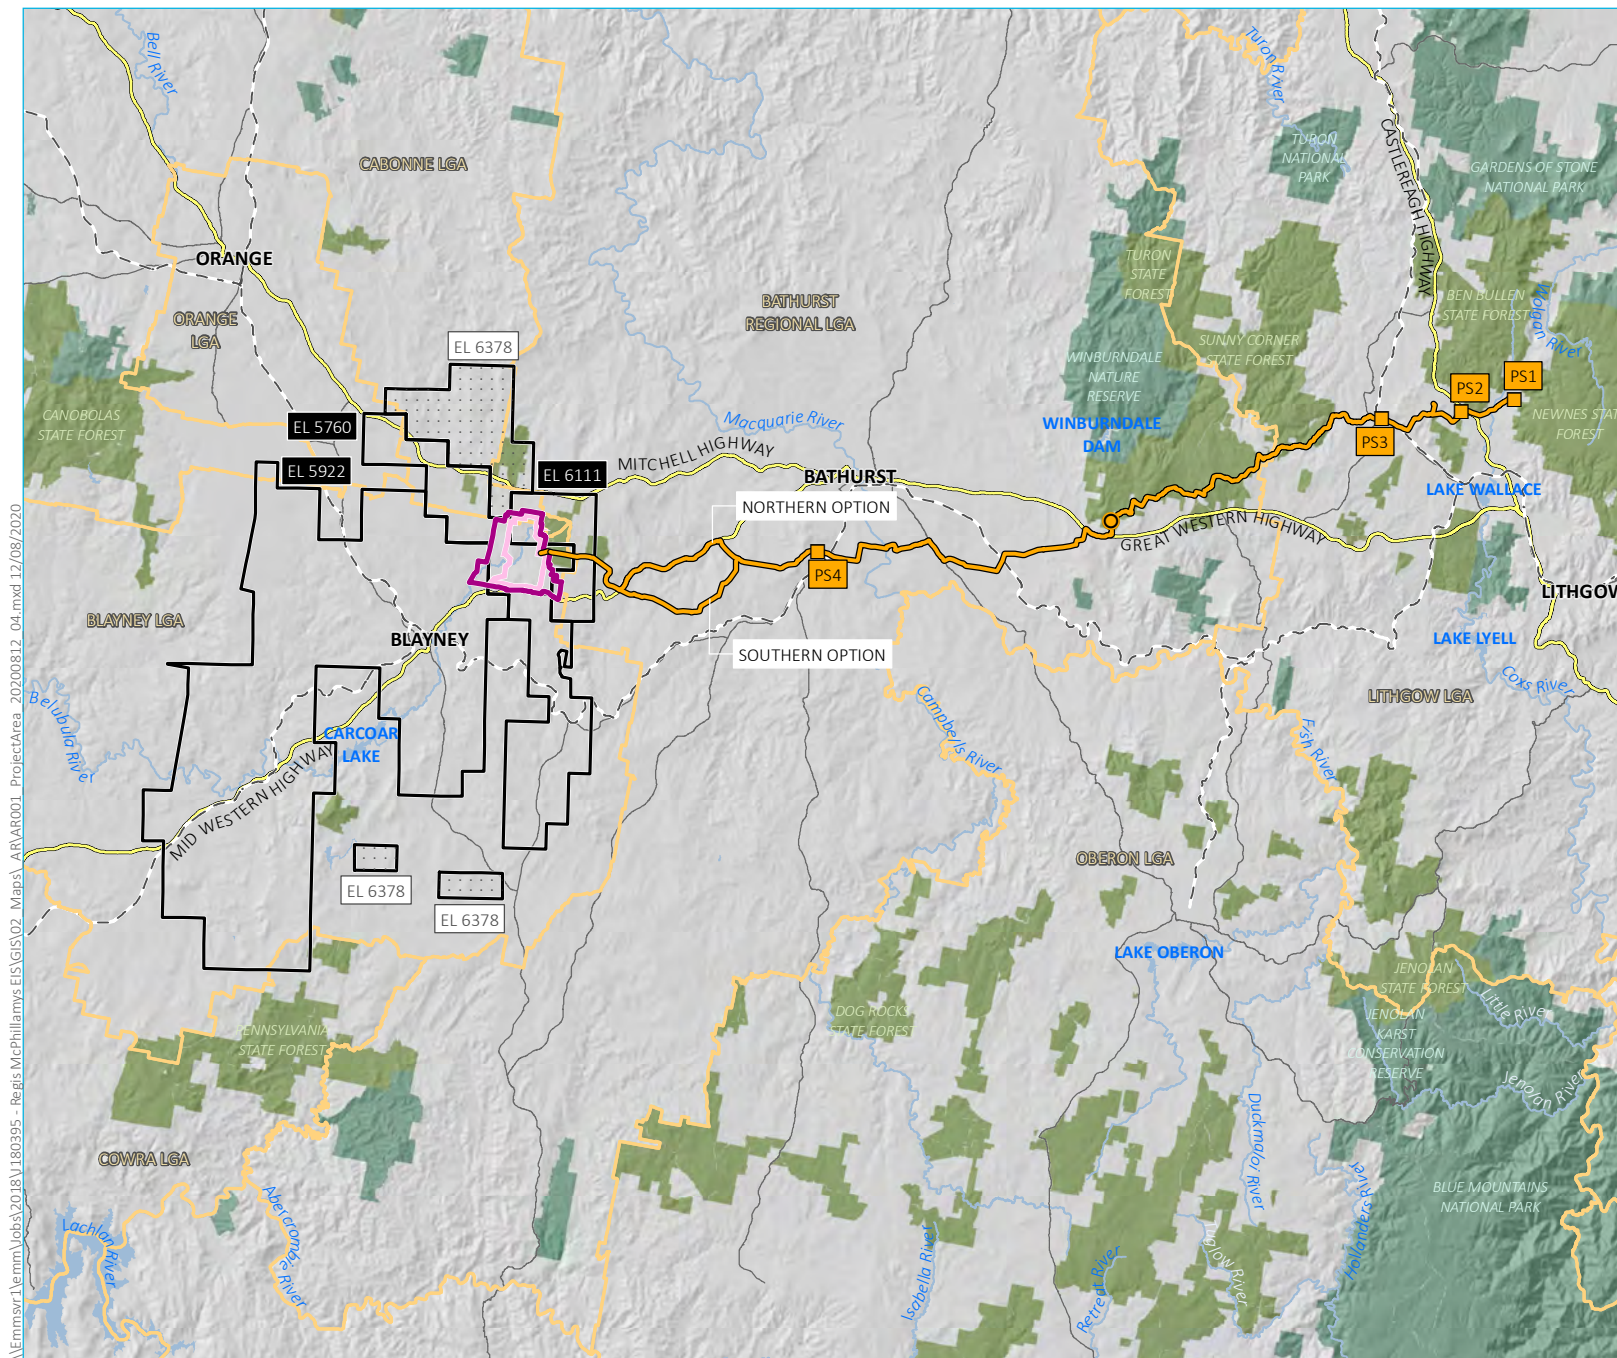 Bell River
Turon River
CABONNE LGA
TURON
NATIONAL
PARK
CASTLEREAGH HIGHWAY
GARDENS OF STONE
NATIONAL PARK
ORANGE
TURON
STATE
FOREST
BATHURST
REGIONAL LGA
BEN BULLEN
STATE FOREST
Wolgan River
ORANGE
LGA
EL 6378
SUNNY CORNER
STATE FOREST
WINBURNDALE
NATURE
RESERVE
PS1
PS2
CANOBOLAS
STATE FOREST
EL 5760
Macquarie River
WINBURNDALE
DAM
NEWNES STAT
FOREST
PS3
EL 5922
EL 6111
MITCHELL HIGHWAY
BATHURST
LAKE WALLACE
NORTHERN OPTION
GREAT WESTERN HIGHWAY
PS4
LITHGOW
BLAYNEY LGA
BLAYNEY
SOUTHERN OPTION
LAKE LYELL
Coxs River
LITHGOW LGA
Belubula River
CARCOAR
LAKE
Campbells River
Fish River
MID WESTERN HIGHWAY
OBERON LGA
EL 6378
EL 6378
LAKE OBERON
JENOLAN
STATE FOREST
Little River
DOG ROCKS
STATE FOREST
JENOLAN
KARST
CONSERVATION
RESERVE
PENNSYLVANIA
STATE FOREST
Jenolan River
Duckmaloi River
COWRA LGA
BLUE MOUNTAINS
NATIONAL PARK
Abercrombie River
Lachlan River
Isabella River
Retreat River
Tuglow River
Hollanders River
\\Emmsvr1\emm\Jobs\2018\J180395 - Regis McPhillamys EIS\GIS\02_Maps\_AR\AR001_ProjectArea_20200812_04.mxd 12/08/2020